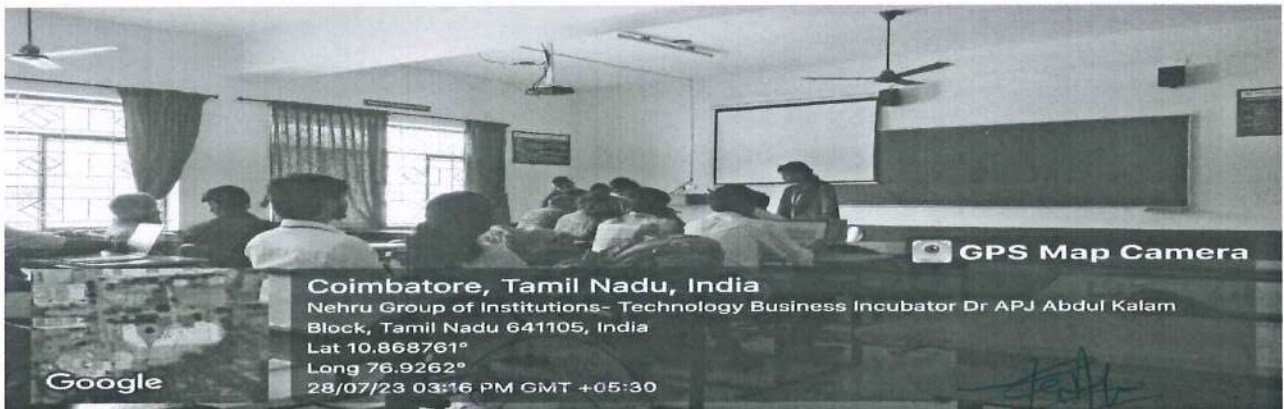 GPS Map Camera
Coimbatore, Tamil Nadu, India
Nehru Group of Institutions- Technology Business Incubator Dr APJ Abdul Kalam
Block, Tamil Nadu 641105, India
Lat 10.868761°
Long 76.9262°
28/07/23 03:16 PM GMT +05:30
Google